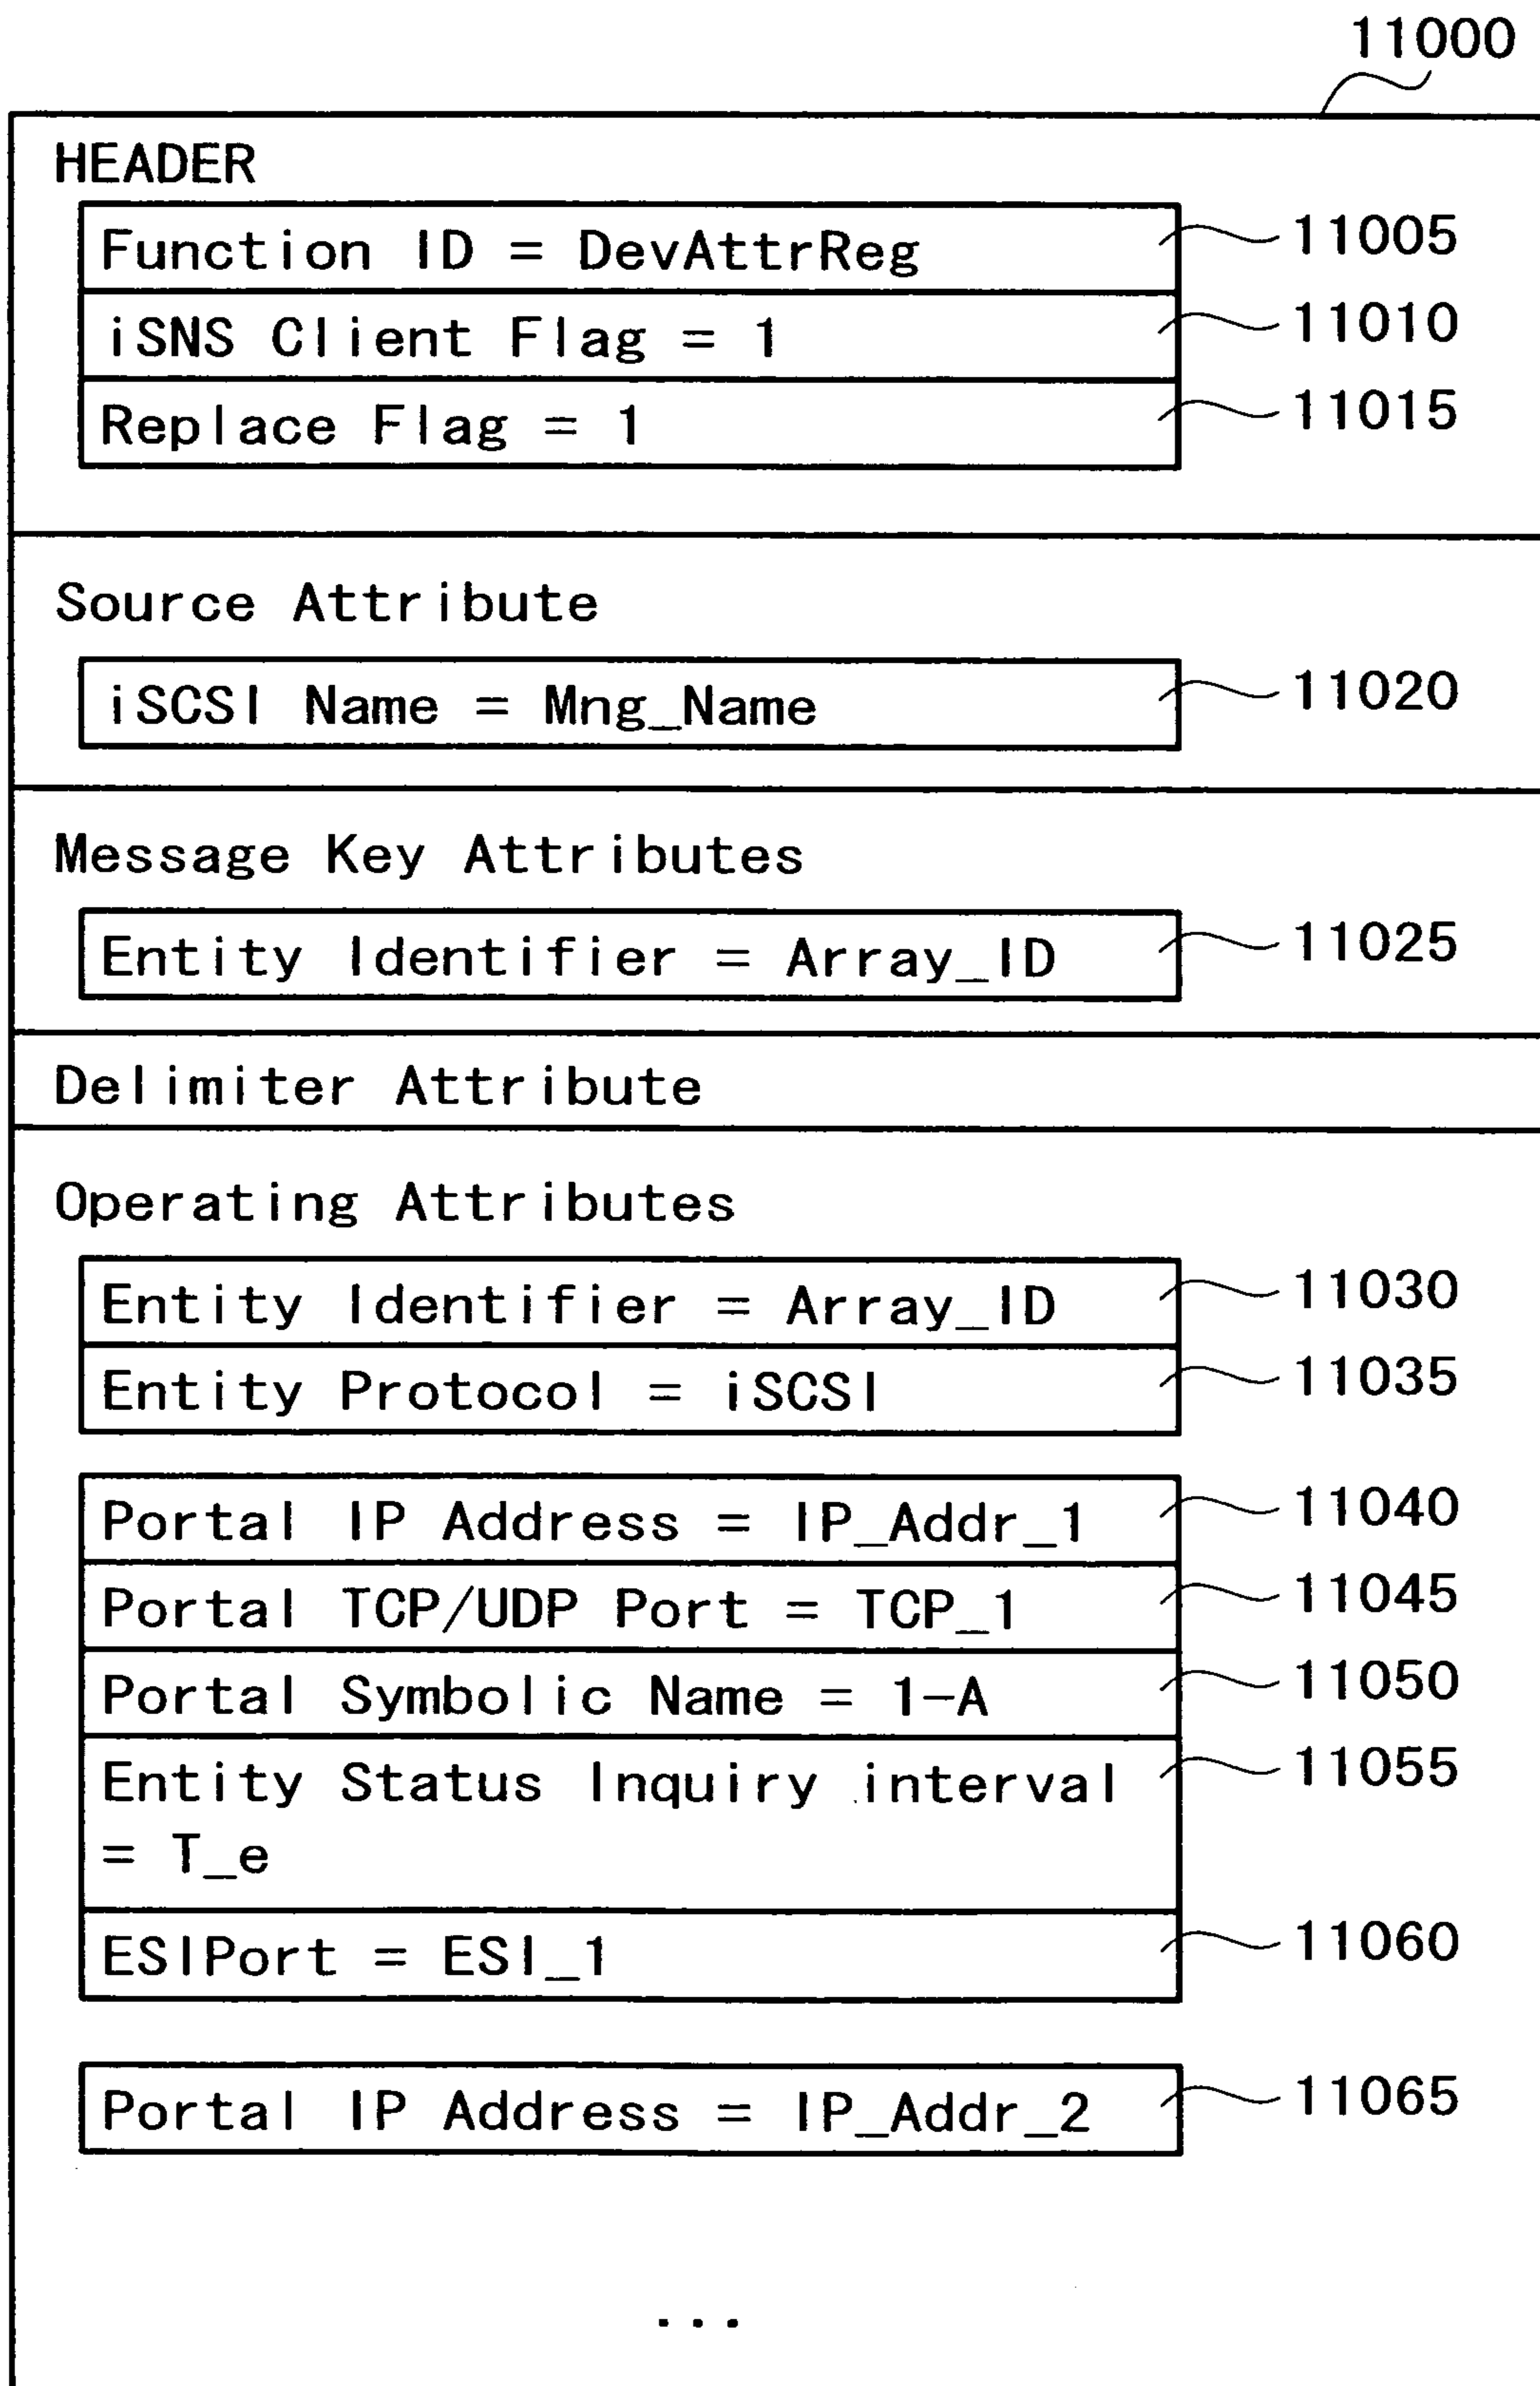 11000
HEADER
Function ID = DevAttrReg 11005
iSNS Client Flag = 1 11010
Replace Flag = 1 11015
Source Attribute
iSCSI Name = Mng_Name 11020
Message Key Attributes
Entity Identifier = Array_ID 11025
Delimiter Attribute
Operating Attributes
Entity Identifier = Array_ID 11030
Entity Protocol = iSCSI 11035
Portal IP Address = IP_Addr_1 11040
Portal TCP/UDP Port = TCP_1 11045
Portal Symbolic Name = 1-A 11050
Entity Status Inquiry interval 11055
= T_e
ESIPort = ESI_1 11060
Portal IP Address = IP_Addr_2 11065
...